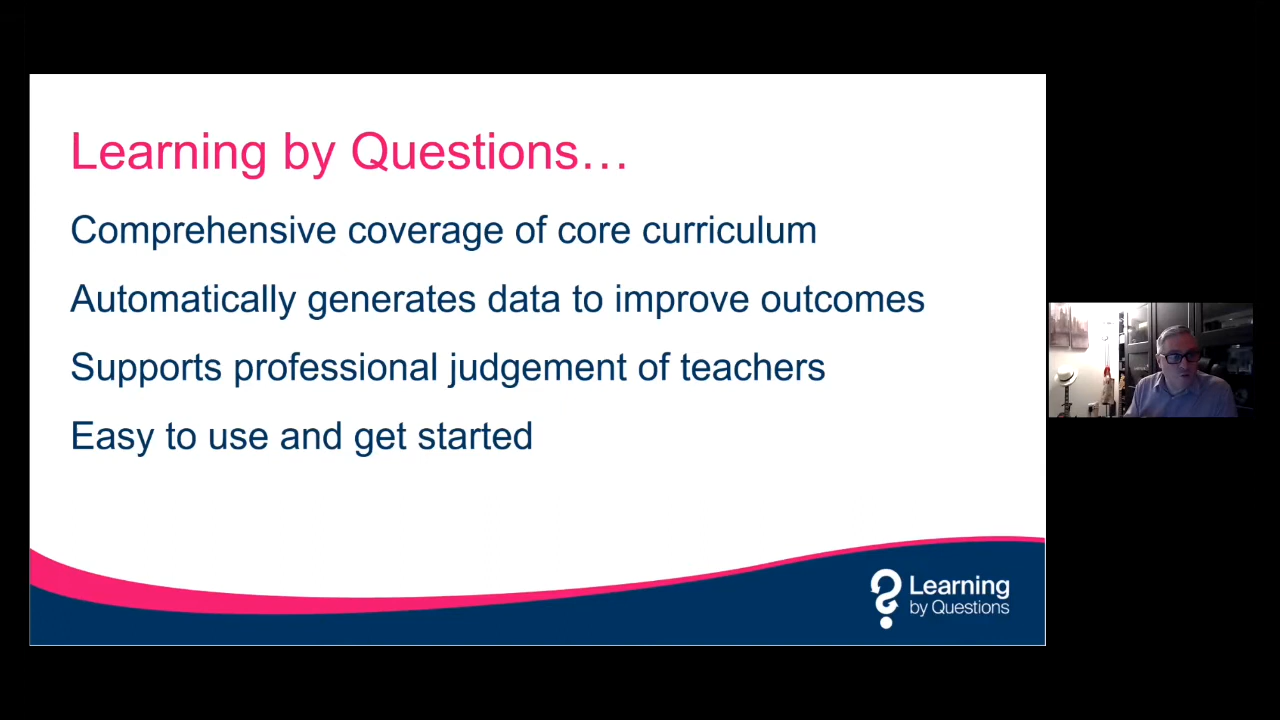 Learning by Questions…
Comprehensive coverage of core curriculum
Automatically generates data to improve outcomes
Supports professional judgement of teachers
Easy to use and get started
Learning
by Questions